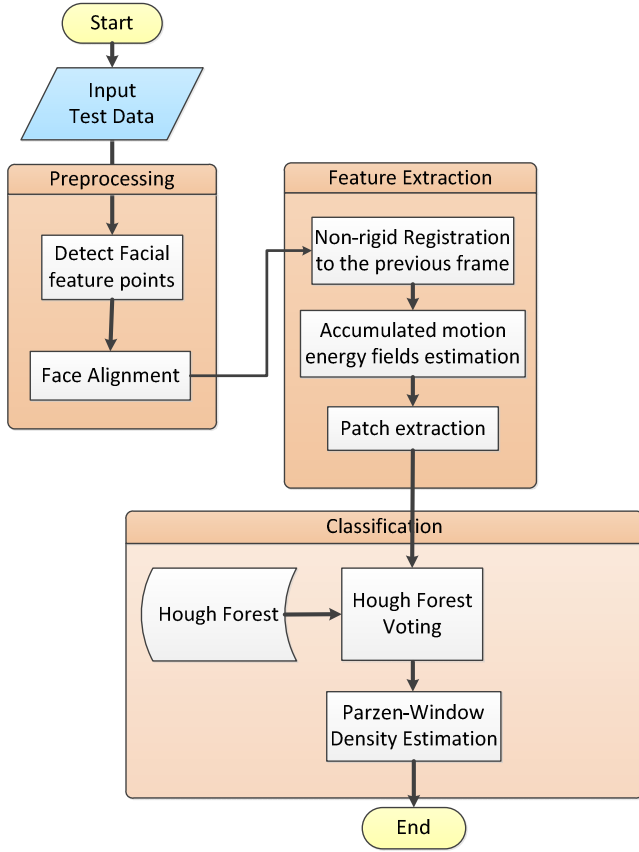 Start
Input
Test Data
Preprocessing
Detect Facial
feature points
Face Alignment
Feature Extraction
Non-rigid Registration
to the previous frame
Accumulated motion
energy fields estimation
Patch extraction
Classification
Hough Forest
Hough Forest
Voting
Parzen-Window
Density Estimation
End